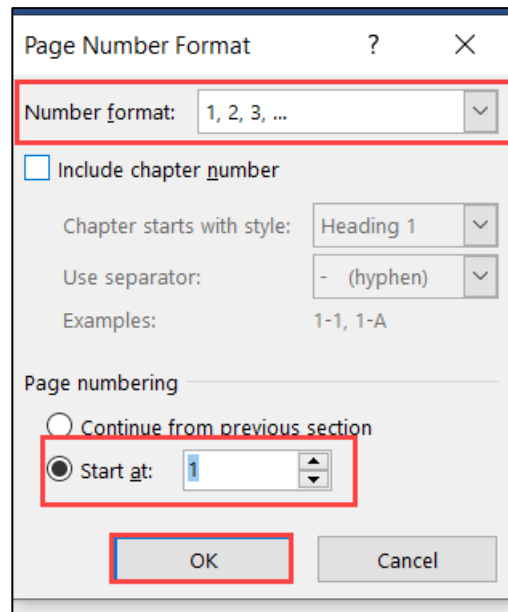 Page Number Format ?
Number format: 1, 2, 3, ...
Include chapter number
Chapter starts with style: Heading 1
Use separator: - (hyphen)
Examples: 1-1, 1-A
Page numbering
Continue from previous section
Start at: 1
OK Cancel